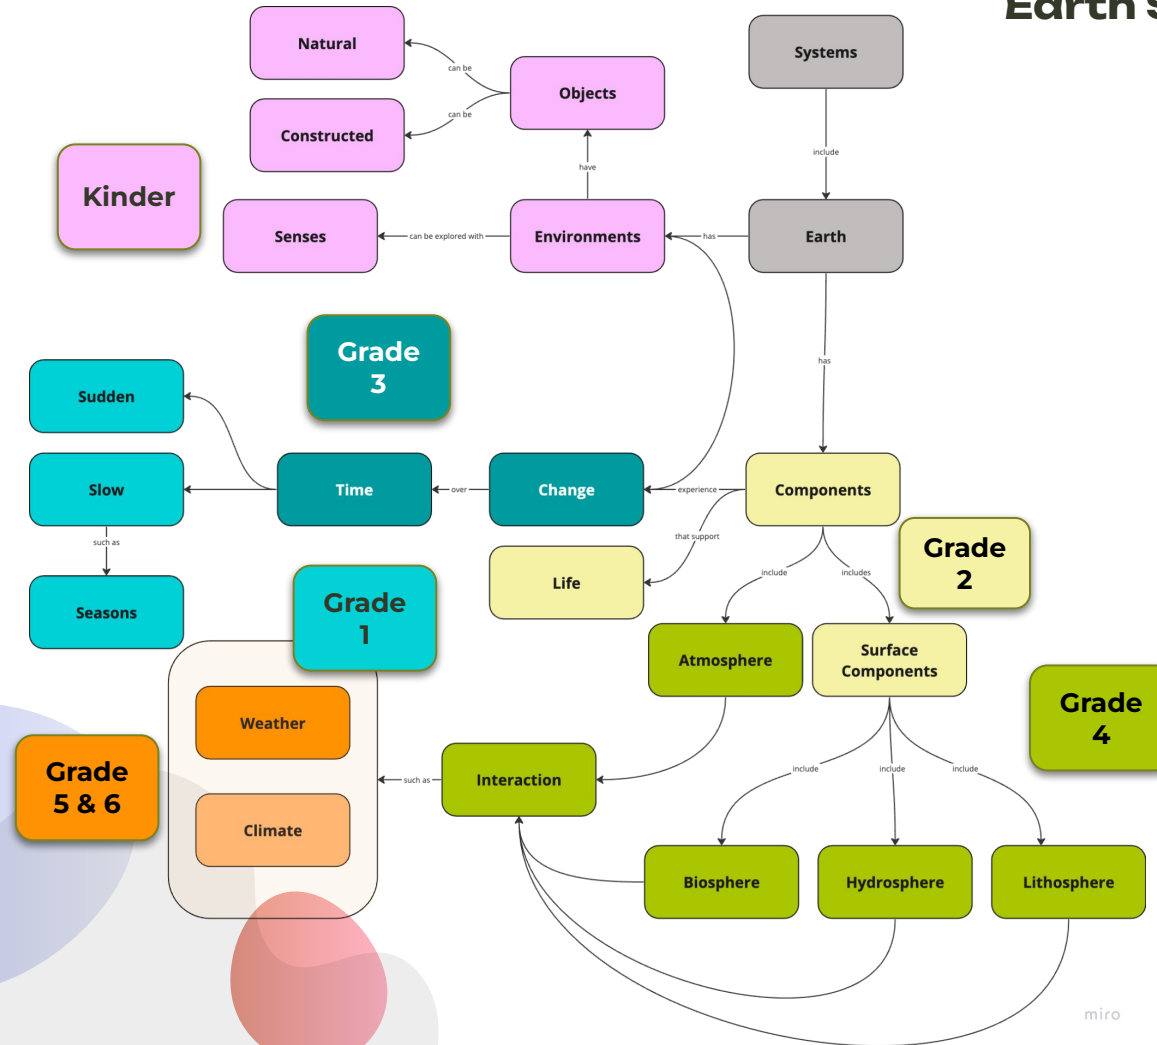 Earth S
Natural
Systems
can be
Objects
can be
Constructed
include
have
Kinder
Senses
can be explored with
Environments
has
Earth
Grade
3
has
Sudden
Slow
Time
over
Change
experience
Components
that support
such as
Grade
2
Life
include
includes
Seasons
Grade
1
Atmosphere
Surface
Components
Grade
4
Weather
Grade
5 & 6
such as
Interaction
include
include
include
Climate
Biosphere
Hydrosphere
Lithosphere
miro